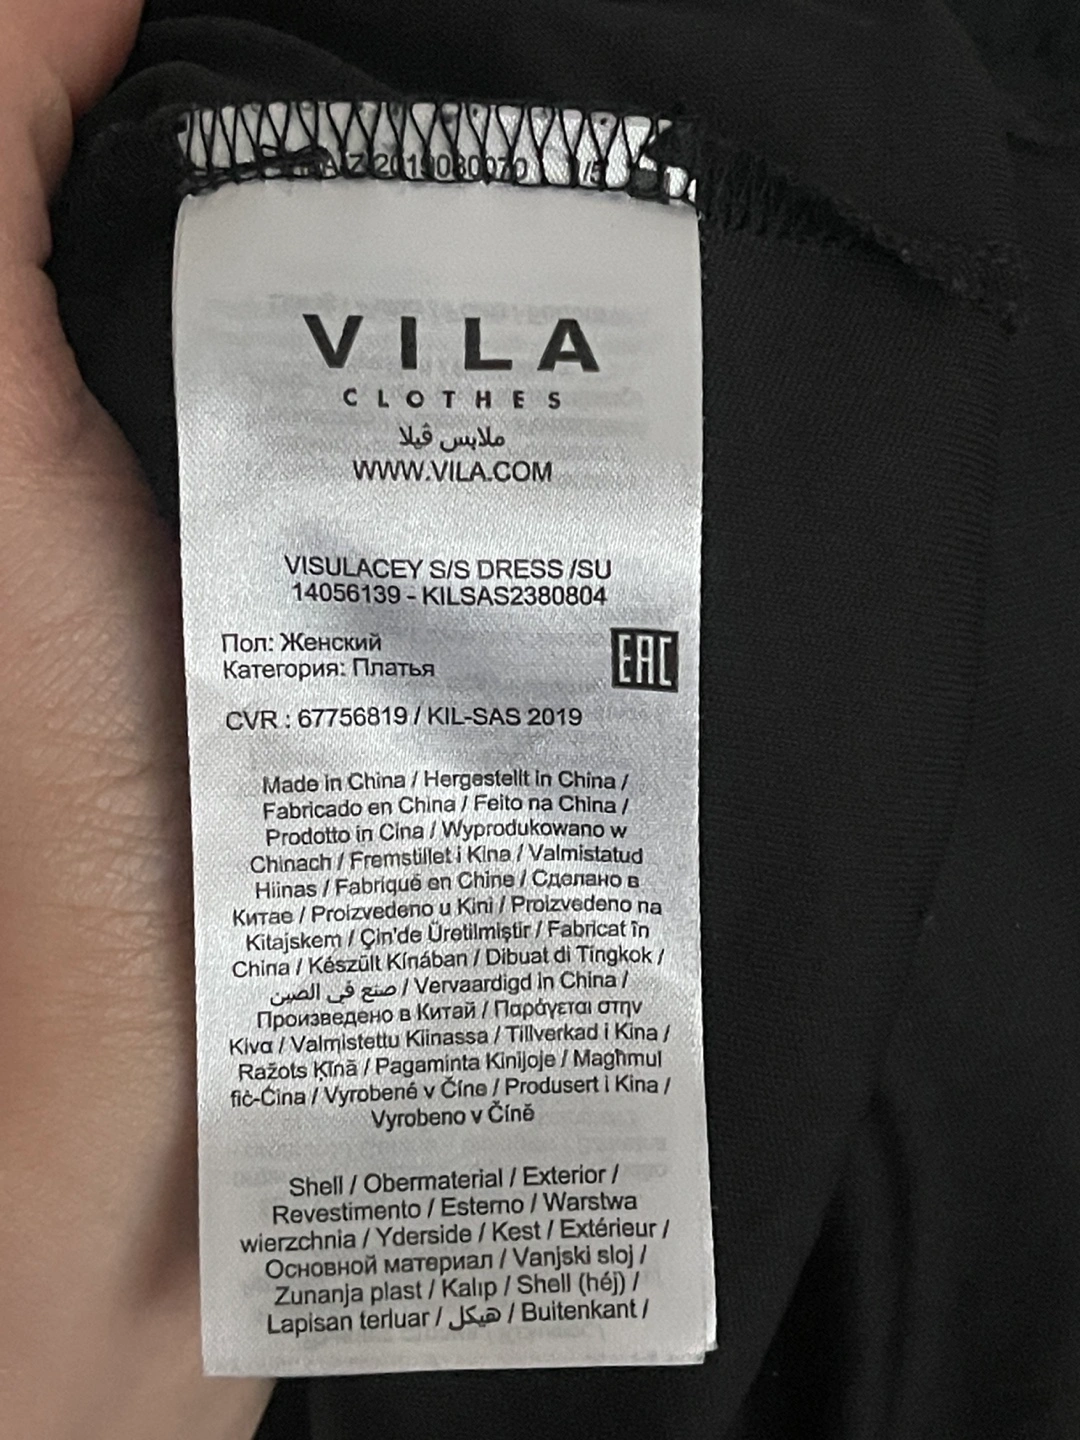 2019080070
VILA
CLOTHES
ملابس ڤيلا
WWW.VILA.COM
VISULACEY S/S DRESS /SU
14056139 - KILSAS2380804
Пол: Женский
EAC
Категория: Платья
CVR : 67756819 / KIL-SAS 2019
Made in China / Hergestellt in China /
Fabricado en China / Feito na China /
Prodotto in Cina / Wyprodukowano w
Chinach / Fremstillet i Kina / Valmistatud
Hiinas / Fabriqué en Chine / Сделано в
Китае / Proizvedeno u Kini / Proizvedeno na
Kitajskem / Çin'de Üretilmiştir / Fabricat în
China / Készült Kínában / Dibuat di Tingkok /
صنع في الصين / Vervaardigd in China /
Произведено в Китай / Παράγεται στην
Κίνα / Valmistettu Kiinassa / Tillverkad i Kina /
Ražots Ķīnā / Pagaminta Kinijoje / Magħmul
fiċ-Ċina / Vyrobené v Číne / Produsert i Kina /
Vyrobeno v Číně
Shell / Obermaterial / Exterior /
Revestimento / Esterno / Warstwa
wierzchnia / Yderside / Kest / Extérieur /
Основной материал / Vanjski sloj /
Zunanja plast / Kalıp / Shell (héj) /
Lapisan terluar / هيكل / Buitenkant /